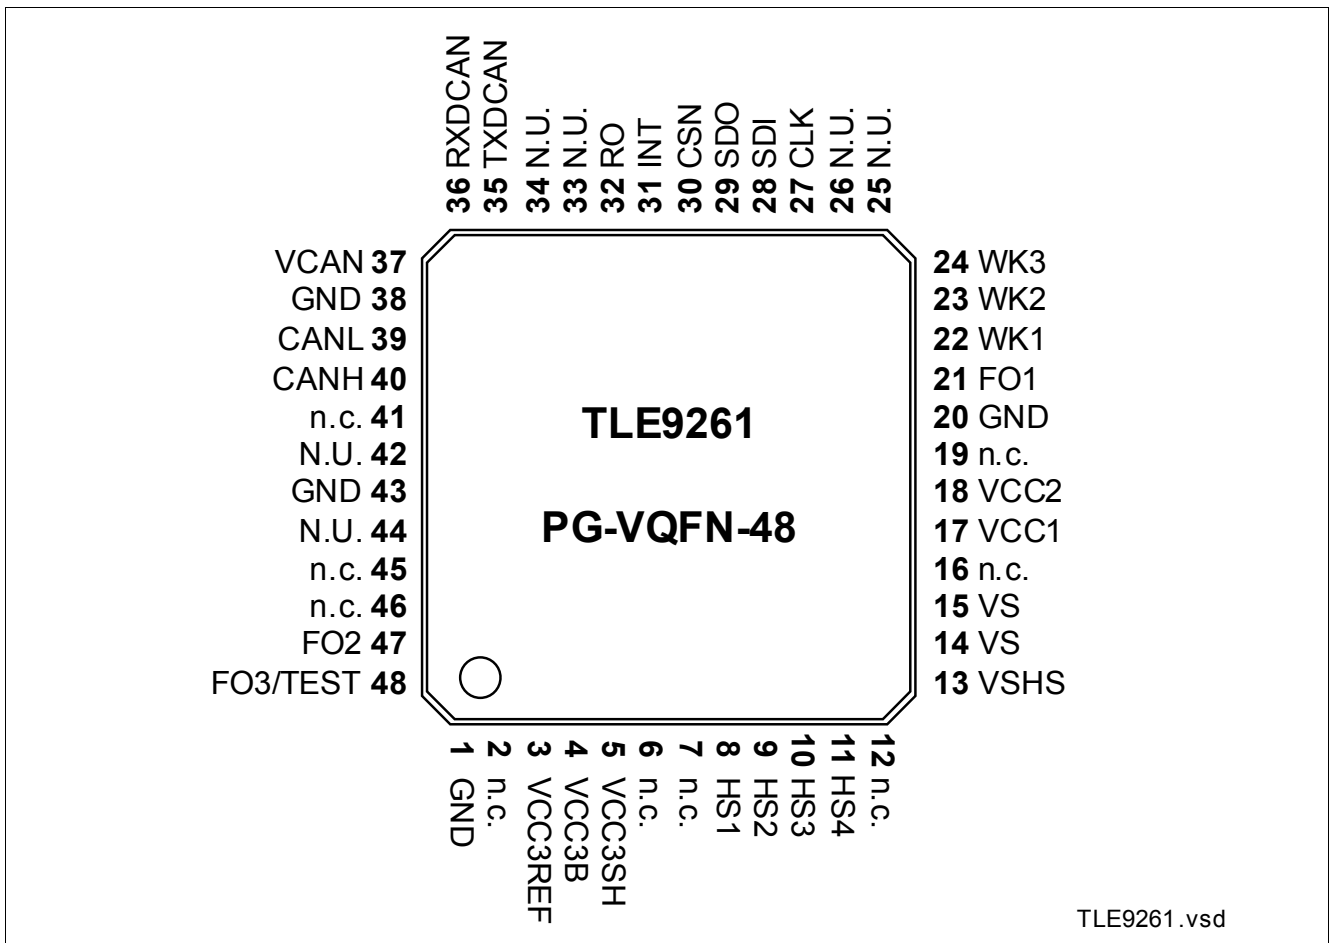 36 RXDCAN
35 TXDCAN
34 N.U.
33 N.U.
32 RO
31 INT
30 CSN
29 SDO
28 SDI
27 CLK
26 N.U.
25 N.U.
VCAN 37
GND 38
CANL 39
CANH 40
n.c. 41
N.U. 42
GND 43
N.U. 44
n.c. 45
n.c. 46
FO2 47
FO3/TEST 48
TLE9261
PG-VQFN-48
24 WK3
23 WK2
22 WK1
21 FO1
20 GND
19 n.c.
18 VCC2
17 VCC1
16 n.c.
15 VS
14 VS
13 VSHS
1 GND
2 n.c.
3 VCC3REF
4 VCC3B
5 VCC3SH
6 n.c.
7 n.c.
8 HS1
9 HS2
10 HS3
11 HS4
12 n.c.
TLE9261.vsd